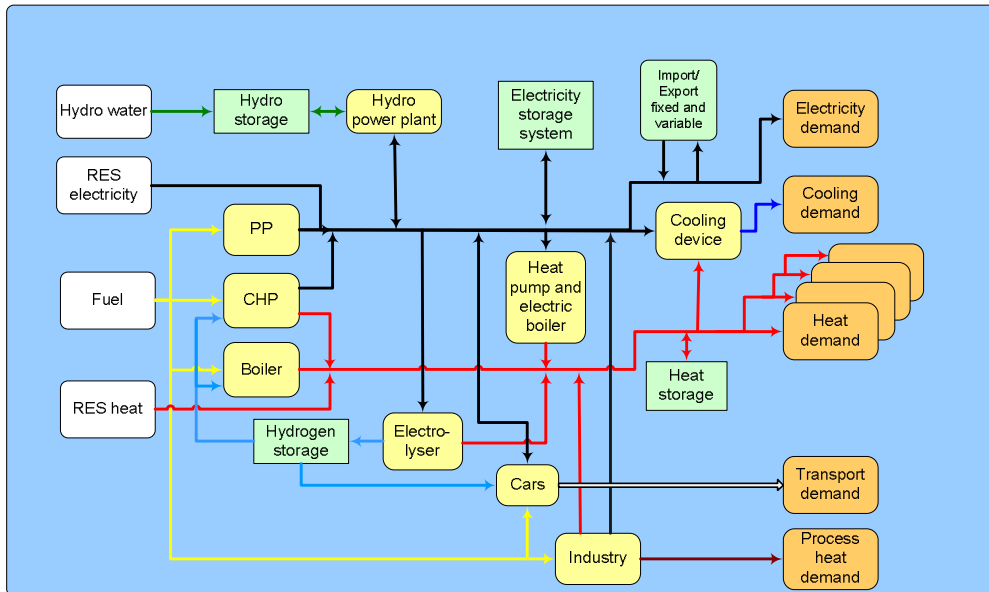 Hydro water
Hydro
storage
Hydro
power plant
Electricity
storage
system
Import/
Export
fixed and
variable
Electricity
demand
RES
electricity
PP
Cooling
device
Cooling
demand
Fuel
CHP
Heat
pump and
electric
boiler
Heat
demand
Boiler
RES heat
Heat
storage
Hydrogen
storage
Electro-
lyser
Cars
Transport
demand
Industry
Process
heat
demand